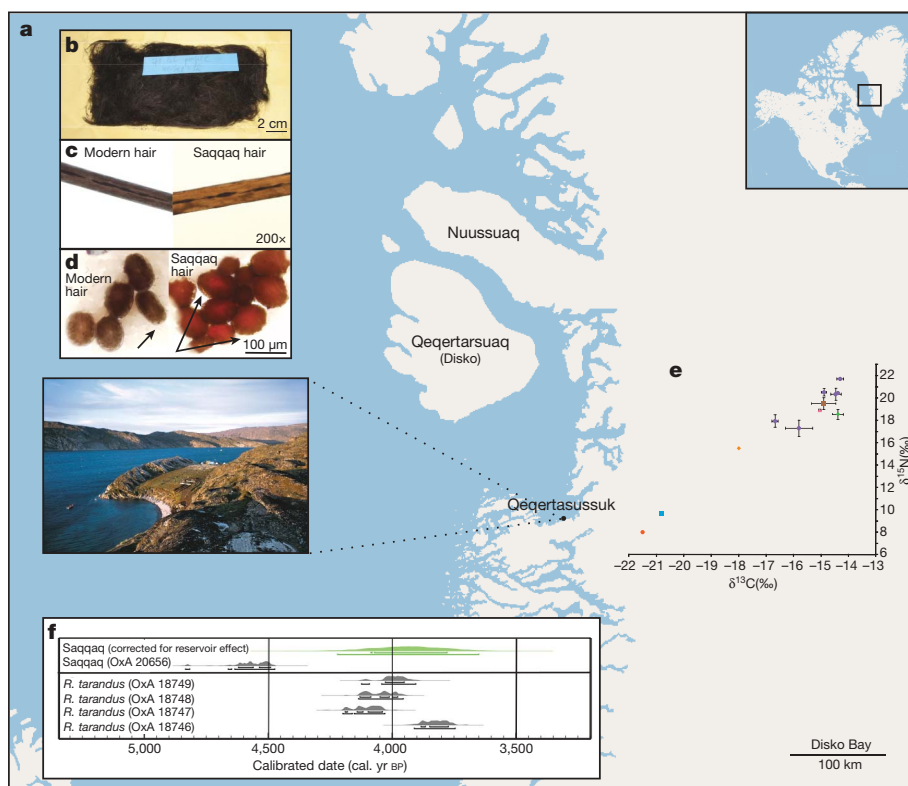 a
b
2 cm
c
Modern hair
Saqqaq hair
200×
d
Modern
hair
Saqqaq
hair
100 μm
Nuussuaq
Qeqertarsuaq
(Disko)
Qeqertasussuk
e
22
20
18
16
14
12
10
8
6
δ15N(‰)
–22 –21 –20 –19 –18 –17 –16 –15 –14 –13
δ13C(‰)
f
Saqqaq (corrected for reservoir effect)
Saqqaq (OxA 20656)
R. tarandus (OxA 18749)
R. tarandus (OxA 18748)
R. tarandus (OxA 18747)
R. tarandus (OxA 18746)
5,000 4,500 4,000 3,500
Calibrated date (cal. yr BP)
Disko Bay
100 km